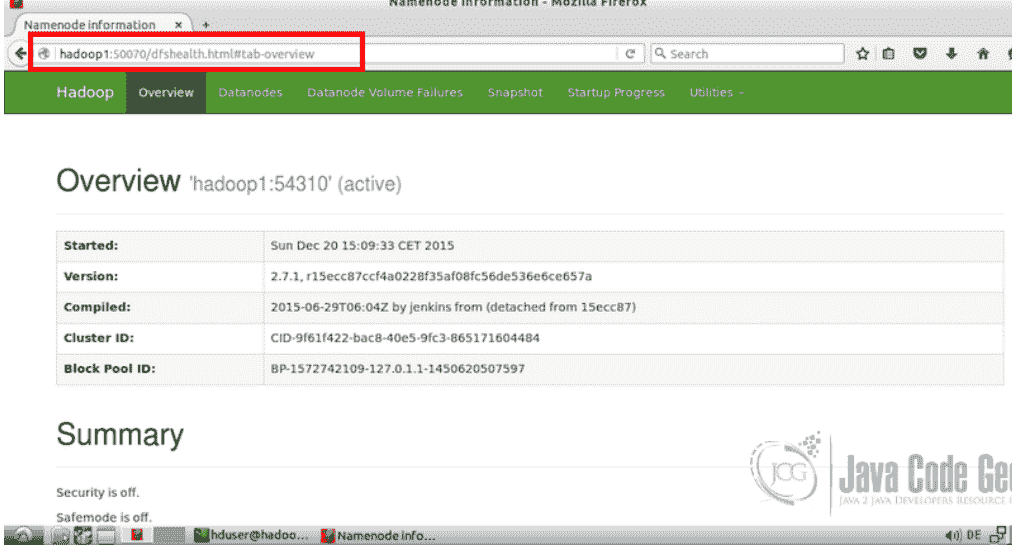 Namenode information - Mozilla Firefox
Namenode information × +
hadoop1:50070/dfshealth.html#tab-overview Search
Hadoop Overview Datanodes Datanode Volume Failures Snapshot Startup Progress Utilities
Overview 'hadoop1:54310' (active)
Started: Sun Dec 20 15:09:33 CET 2015
Version: 2.7.1, r15ecc87ccf4a0228f35af08fc56de536e6ce657a
Compiled: 2015-06-29T06:04Z by jenkins from (detached from 15ecc87)
Cluster ID: CID-9f61f422-bac8-40e5-9fc3-865171604484
Block Pool ID: BP-1572742109-127.0.1.1-1450620507597
Summary
JCG Java Code Gee
JAVA 2 JAVA DEVELOPERS RESOURCE
Security is off.
Safemode is off.
hduser@hadoo... Namenode info... DE